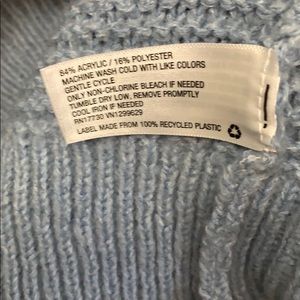 84% ACRYLIC / 16% POLYESTER
MACHINE WASH COLD WITH LIKE COLORS
GENTLE CYCLE
ONLY NON-CHLORINE BLEACH IF NEEDED
TUMBLE DRY LOW, REMOVE PROMPTLY
COOL IRON IF NEEDED
RN17730 VN1299629
LABEL MADE FROM 100% RECYCLED PLASTIC